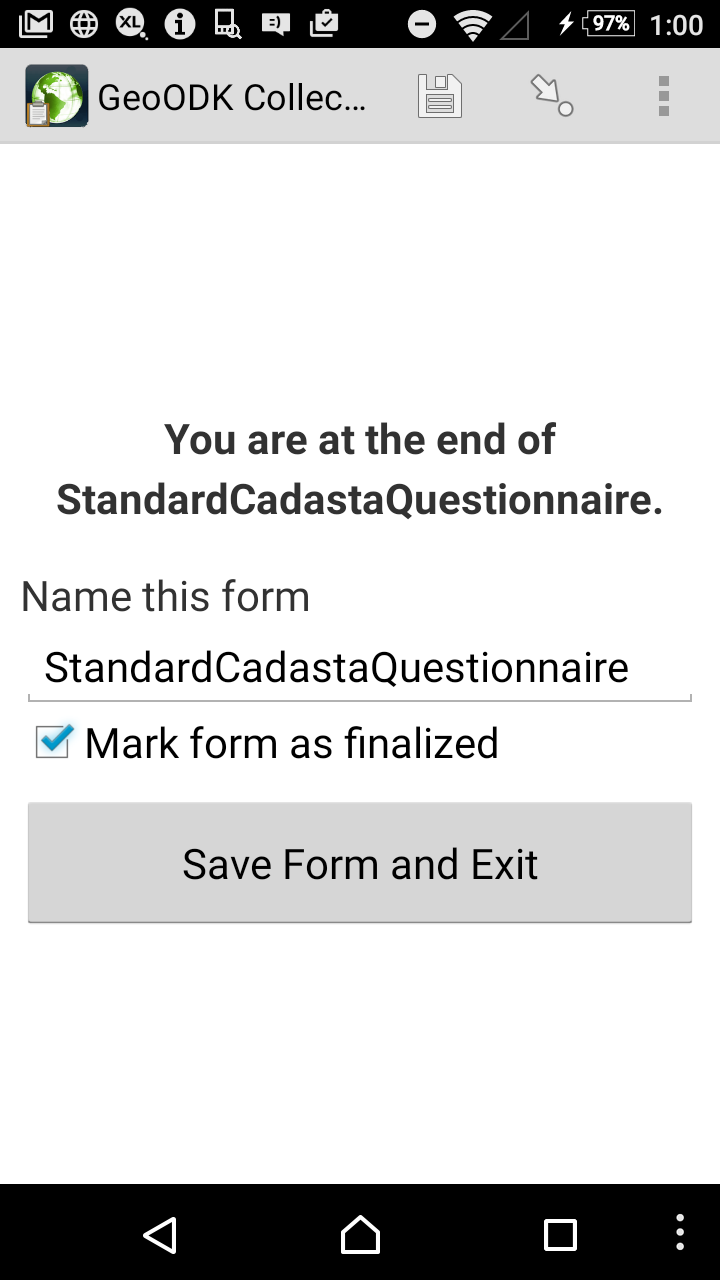 XL
97% 1:00
GeoODK Collec...
You are at the end of
StandardCadastaQuestionnaire.
Name this form
StandardCadastaQuestionnaire
Mark form as finalized
Save Form and Exit